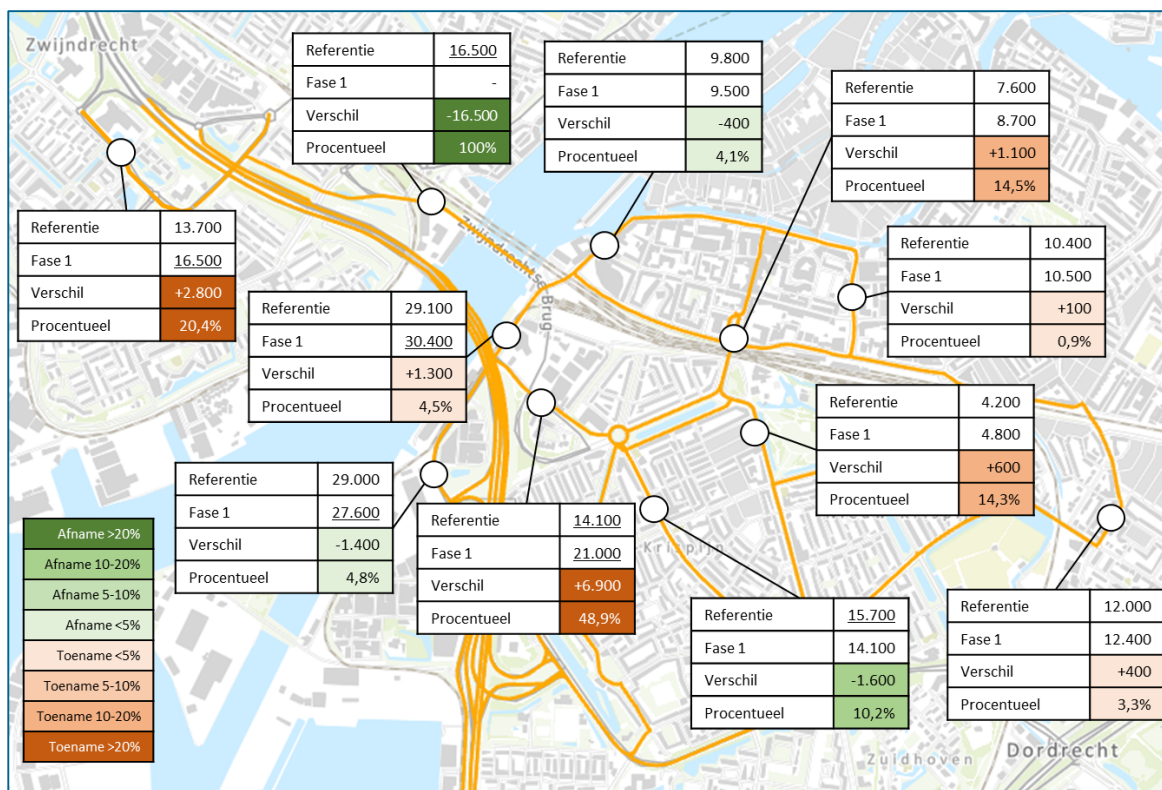 Zwijndrecht
Referentie 16.500
Fase 1 -
Verschil -16.500
Procentueel 100%
Referentie 9.800
Fase 1 9.500
Verschil -400
Procentueel 4,1%
Referentie 7.600
Fase 1 8.700
Verschil +1.100
Procentueel 14,5%
Referentie 13.700
Fase 1 16.500
Verschil +2.800
Procentueel 20,4%
Zwijndrechtse Brug
Referentie 10.400
Fase 1 10.500
Verschil +100
Procentueel 0,9%
Referentie 29.100
Fase 1 30.400
Verschil +1.300
Procentueel 4,5%
Referentie 4.200
Fase 1 4.800
Verschil +600
Procentueel 14,3%
Referentie 29.000
Fase 1 27.600
Verschil -1.400
Procentueel 4,8%
Referentie 14.100
Fase 1 21.000
Verschil +6.900
Procentueel 48,9%
Krispijn
Referentie 15.700
Fase 1 14.100
Verschil -1.600
Procentueel 10,2%
Referentie 12.000
Fase 1 12.400
Verschil +400
Procentueel 3,3%
Afname >20%
Afname 10-20%
Afname 5-10%
Afname <5%
Toename <5%
Toename 5-10%
Toename 10-20%
Toename >20%
Zuidhoven
Dordrecht